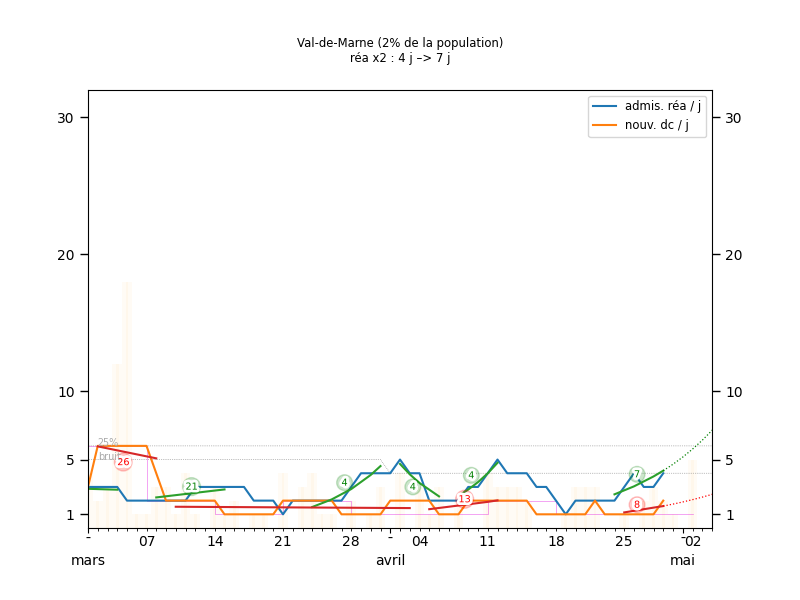 Val-de-Marne (2% de la population)
réa x2 : 4 j –> 7 j
admis. réa / j
nouv. dc / j
30 30
20 20
10 10
5 5
1 1
25%
bruit
26
21
4
4
4
13
7
8
- 07 14 21 28 - 04 11 18 25 -02
mars avril mai